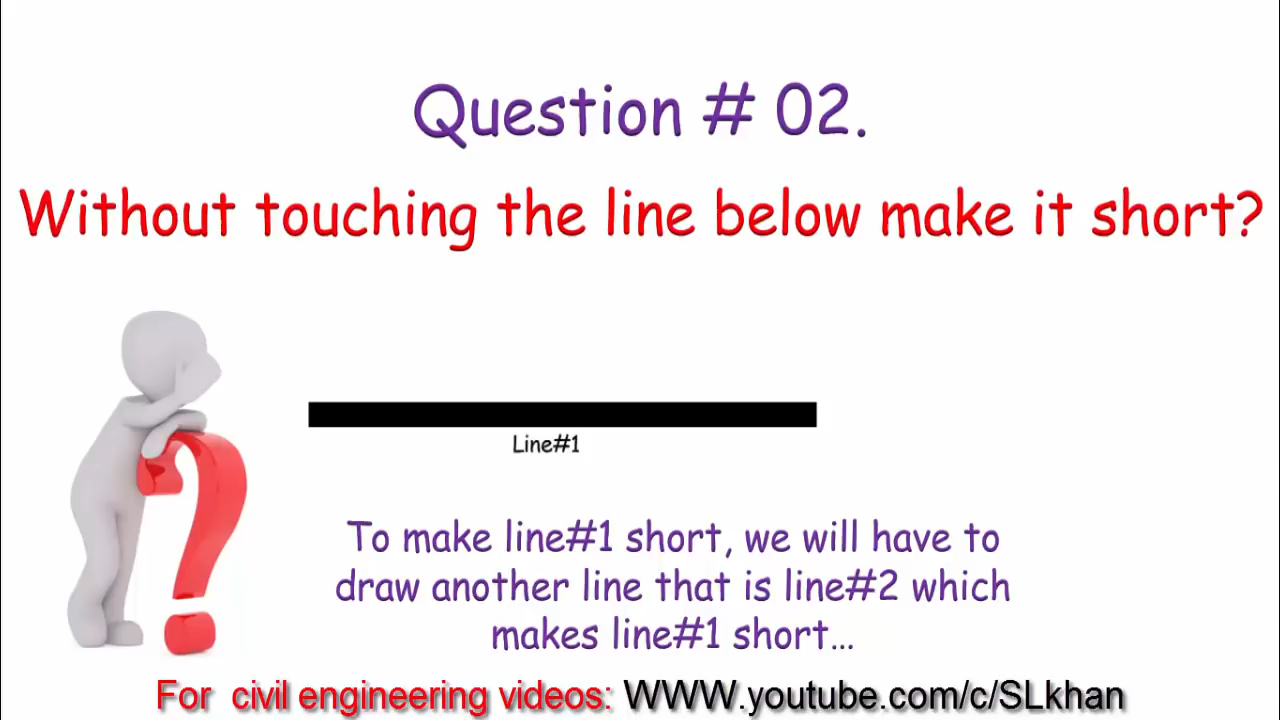 Question # 02.
Without touching the line below make it short?
Line#1
To make line#1 short, we will have to
draw another line that is line#2 which
makes line#1 short...
For civil engineering videos: WWW.youtube.com/c/SLkhan